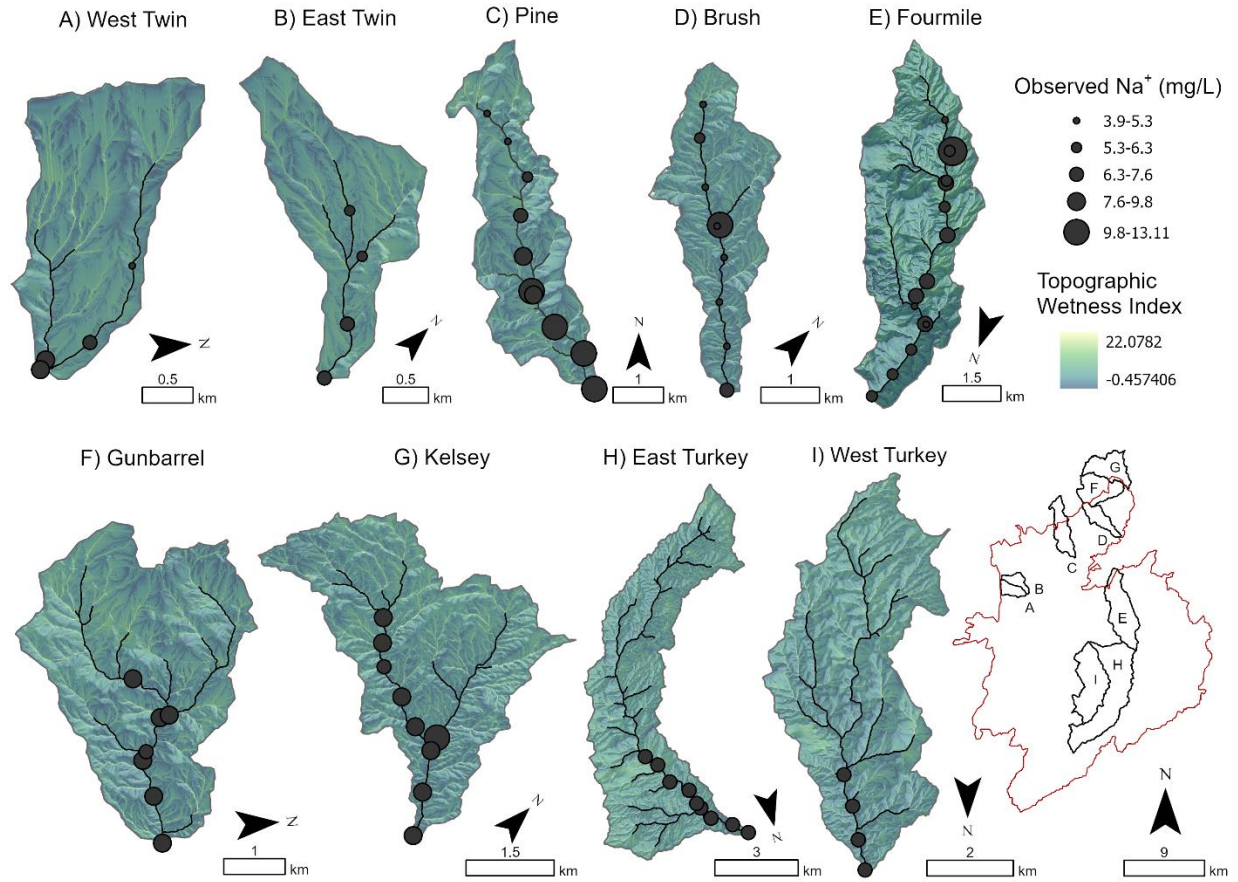 A) West Twin
B) East Twin
C) Pine
D) Brush
E) Fourmile
Observed Na⁺ (mg/L)
3.9-5.3
5.3-6.3
6.3-7.6
7.6-9.8
9.8-13.11
Topographic
Wetness Index
22.0782
-0.457406
N
0.5
km
N
0.5
km
N
1
km
N
1
km
N
1.5
km
F) Gunbarrel
G) Kelsey
H) East Turkey
I) West Turkey
N
1
km
N
1.5
km
N
3
km
N
2
km
G
F
D
C
B
A
E
H
I
N
9
km